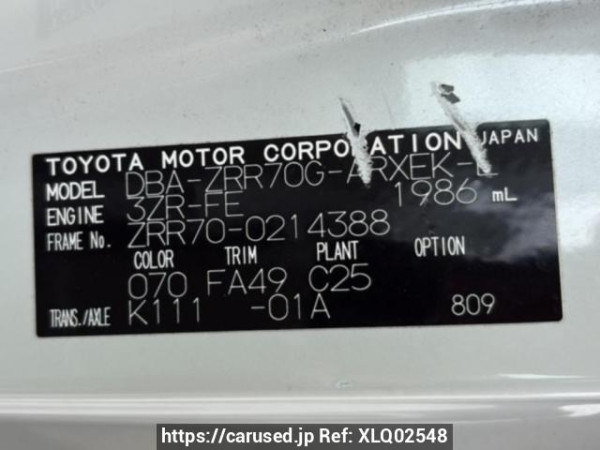 TOYOTA MOTOR CORPORATION JAPAN
MODEL DBA-ZRR70G-ARXEK-
ENGINE 3ZR-FE 1986 mL
FRAME No. ZRR70-0214388
COLOR TRIM PLANT OPTION
070 FA49 C25
TRANS./AXLE K111 -01A 809
https://carused.jp Ref: XLQ02548